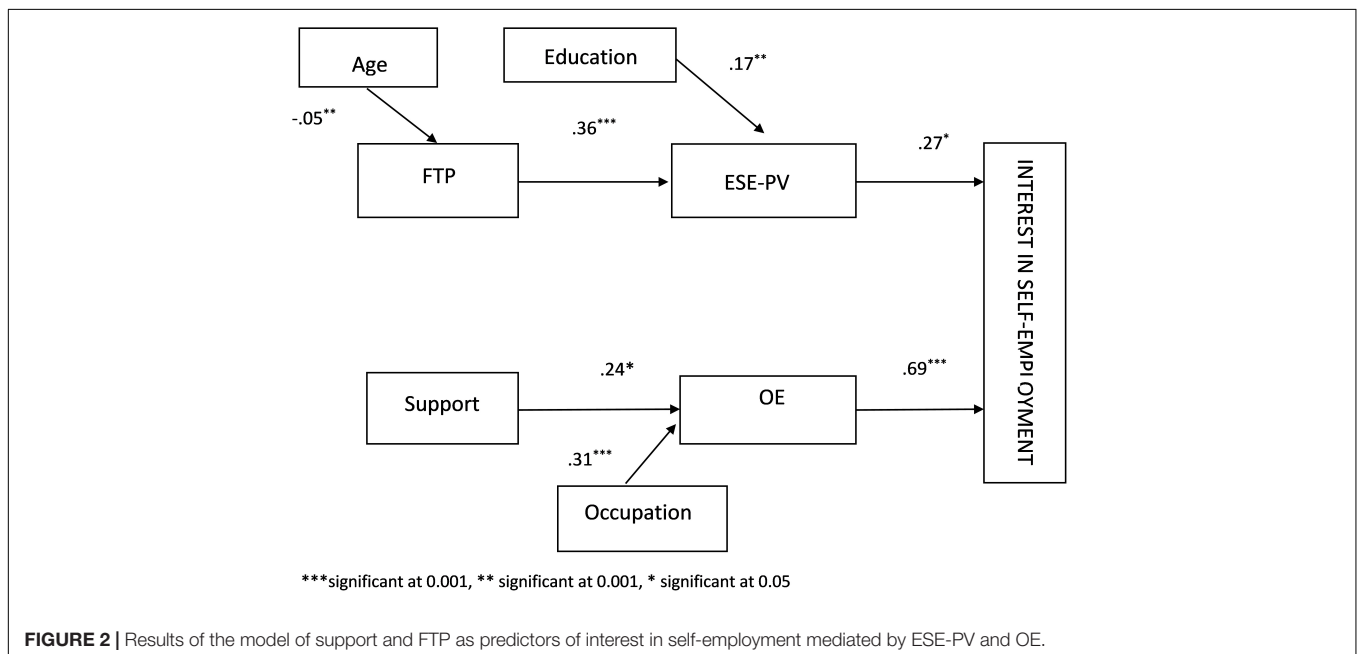 Age
Education
.17**
-.05**
.36***
.27*
FTP
ESE-PV
INTEREST IN SELF-EMPLOYMENT
.24*
.69***
Support
OE
.31***
Occupation
***significant at 0.001, ** significant at 0.001, * significant at 0.05
FIGURE 2 | Results of the model of support and FTP as predictors of interest in self-employment mediated by ESE-PV and OE.